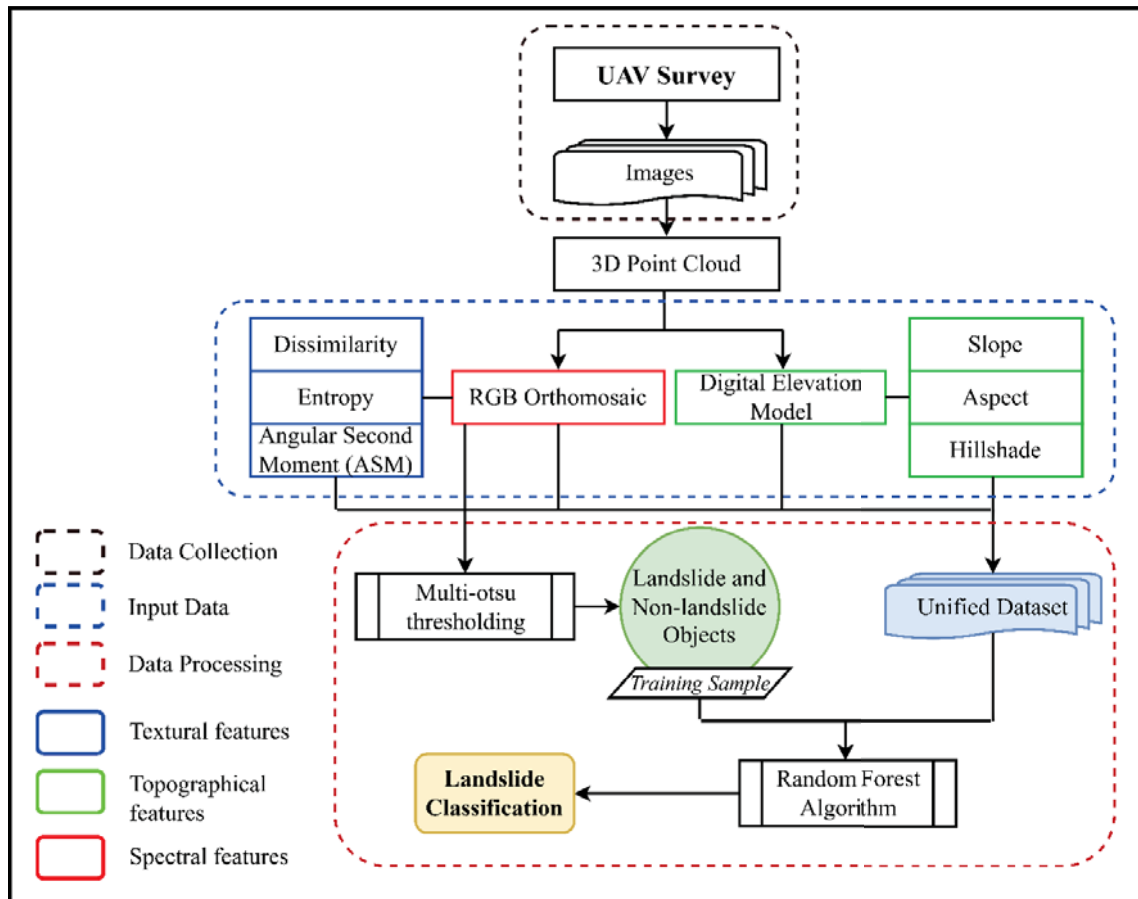 UAV Survey
Images
3D Point Cloud
Dissimilarity
Entropy
Angular Second
Moment (ASM)
RGB Orthomosaic
Digital Elevation
Model
Slope
Aspect
Hillshade
Multi-otsu
thresholding
Landslide and
Non-landslide
Objects
Training Sample
Unified Dataset
Landslide
Classification
Random Forest
Algorithm
Data Collection
Input Data
Data Processing
Textural features
Topographical
features
Spectral features